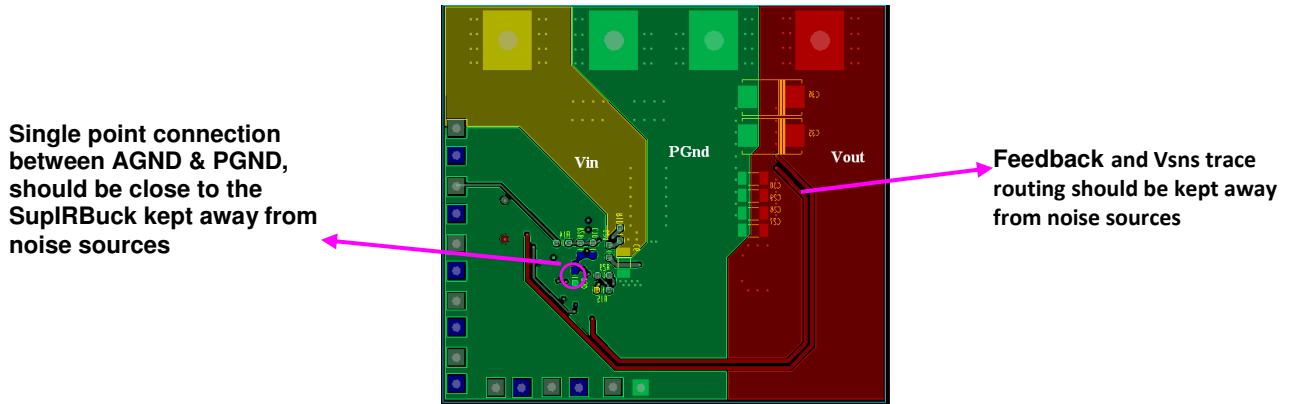 Single point connection
between AGND & PGND,
should be close to the
SupIRBuck kept away from
noise sources
Vin
PGnd
Vout
Feedback and Vsns trace
routing should be kept away
from noise sources